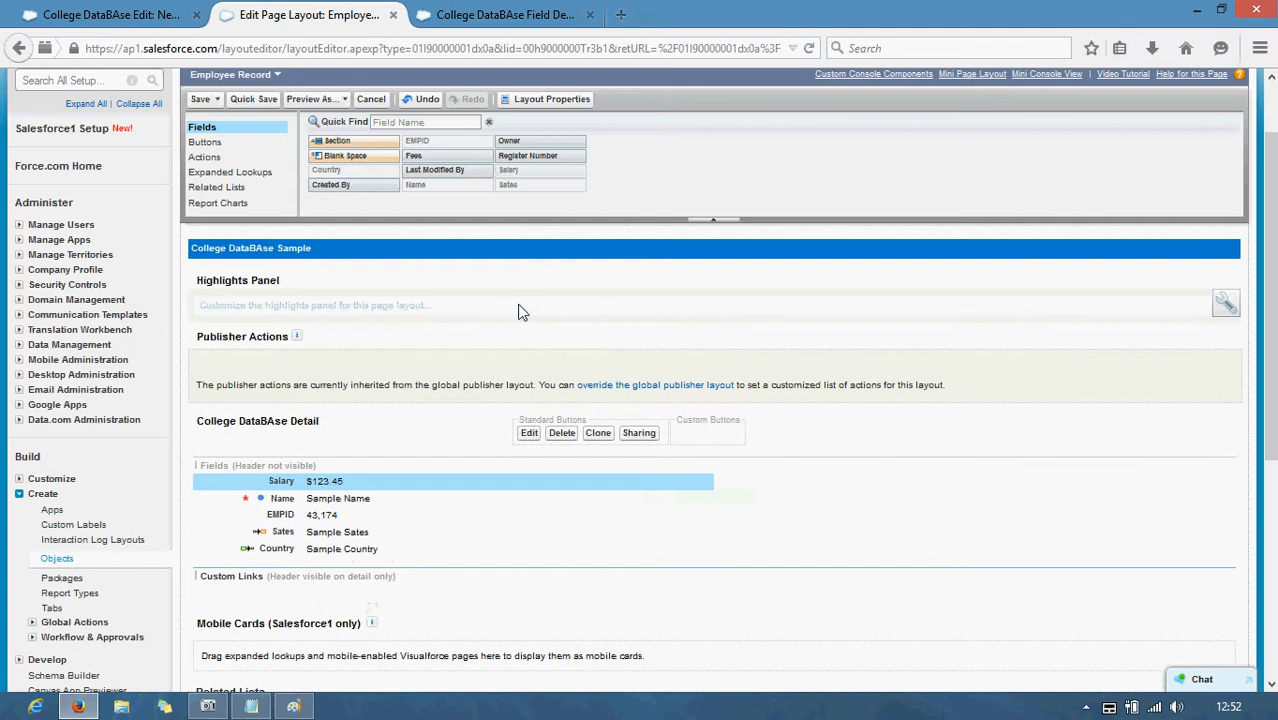 College DataBAse Edit: Ne...
Edit Page Layout: Employe...
College DataBAse Field De...
https://ap1.salesforce.com/layouteditor/layoutEditor.apexp?type=01I90000001dx0a&lid=00h90000000Tr3b1&retURL=%2F01I90000001dx0a%3F
Search
Search All Setup...
Expand All | Collapse All
Salesforce1 Setup New!
Force.com Home
Administer
Manage Users
Manage Apps
Manage Territories
Company Profile
Security Controls
Domain Management
Communication Templates
Translation Workbench
Data Management
Mobile Administration
Desktop Administration
Email Administration
Google Apps
Data.com Administration
Build
Customize
Create
Apps
Custom Labels
Interaction Log Layouts
Objects
Packages
Report Types
Tabs
Global Actions
Workflow & Approvals
Develop
Schema Builder
Canvas App Previewer
Employee Record
Custom Console Components
Mini Page Layout
Mini Console View
| Video Tutorial
| Help for this Page
Save
Quick Save
Preview As...
Cancel
Undo
Redo
Layout Properties
Fields
Buttons
Actions
Expanded Lookups
Related Lists
Report Charts
Quick Find Field Name
Section EMPID Owner
Blank Space Fees Register Number
Country Last Modified By Salary
Created By Name Sates
College DataBAse Sample
Highlights Panel
Customize the highlights panel for this page layout...
Publisher Actions
The publisher actions are currently inherited from the global publisher layout. You can override the global publisher layout to set a customized list of actions for this layout.
College DataBAse Detail
Standard Buttons
Edit Delete Clone Sharing
Custom Buttons
Fields (Header not visible)
Salary $123.45
* Name Sample Name
EMPID 43,174
Sates Sample Sates
Country Sample Country
Custom Links (Header visible on detail only)
Mobile Cards (Salesforce1 only)
Drag expanded lookups and mobile-enabled Visualforce pages here to display them as mobile cards.
Related Lists
Chat
12:52